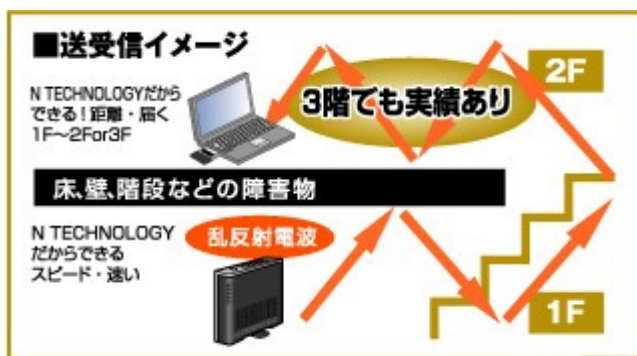 ■送受信イメージ
N TECHNOLOGYだから
できる!距離・届く
1F~2For3F
3階でも実績あり
2F
床、壁、階段などの障害物
N TECHNOLOGY
だからできる
スピード・速い
乱反射電波
1F